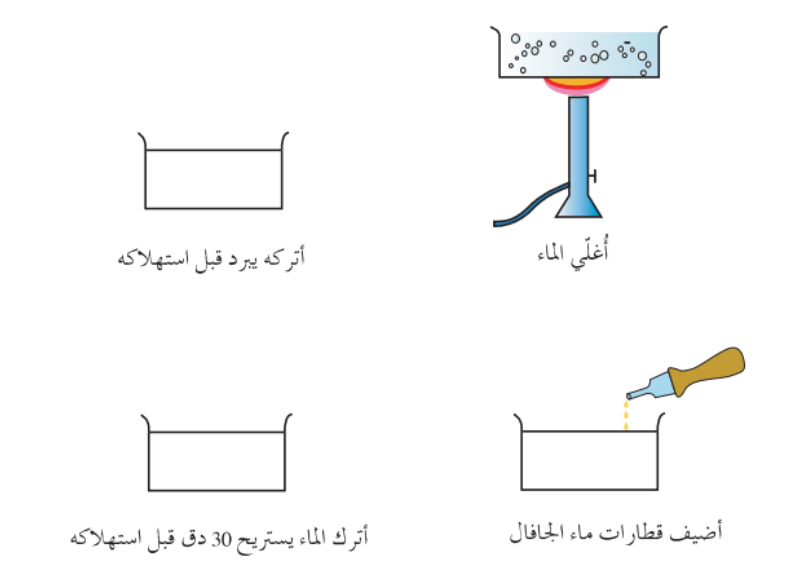 أُغلّي الماء
أتركه يبرد قبل استهلاكه
أضيف قطارات ماء الجافال
أترك الماء يستريح 30 دق قبل استهلاكه